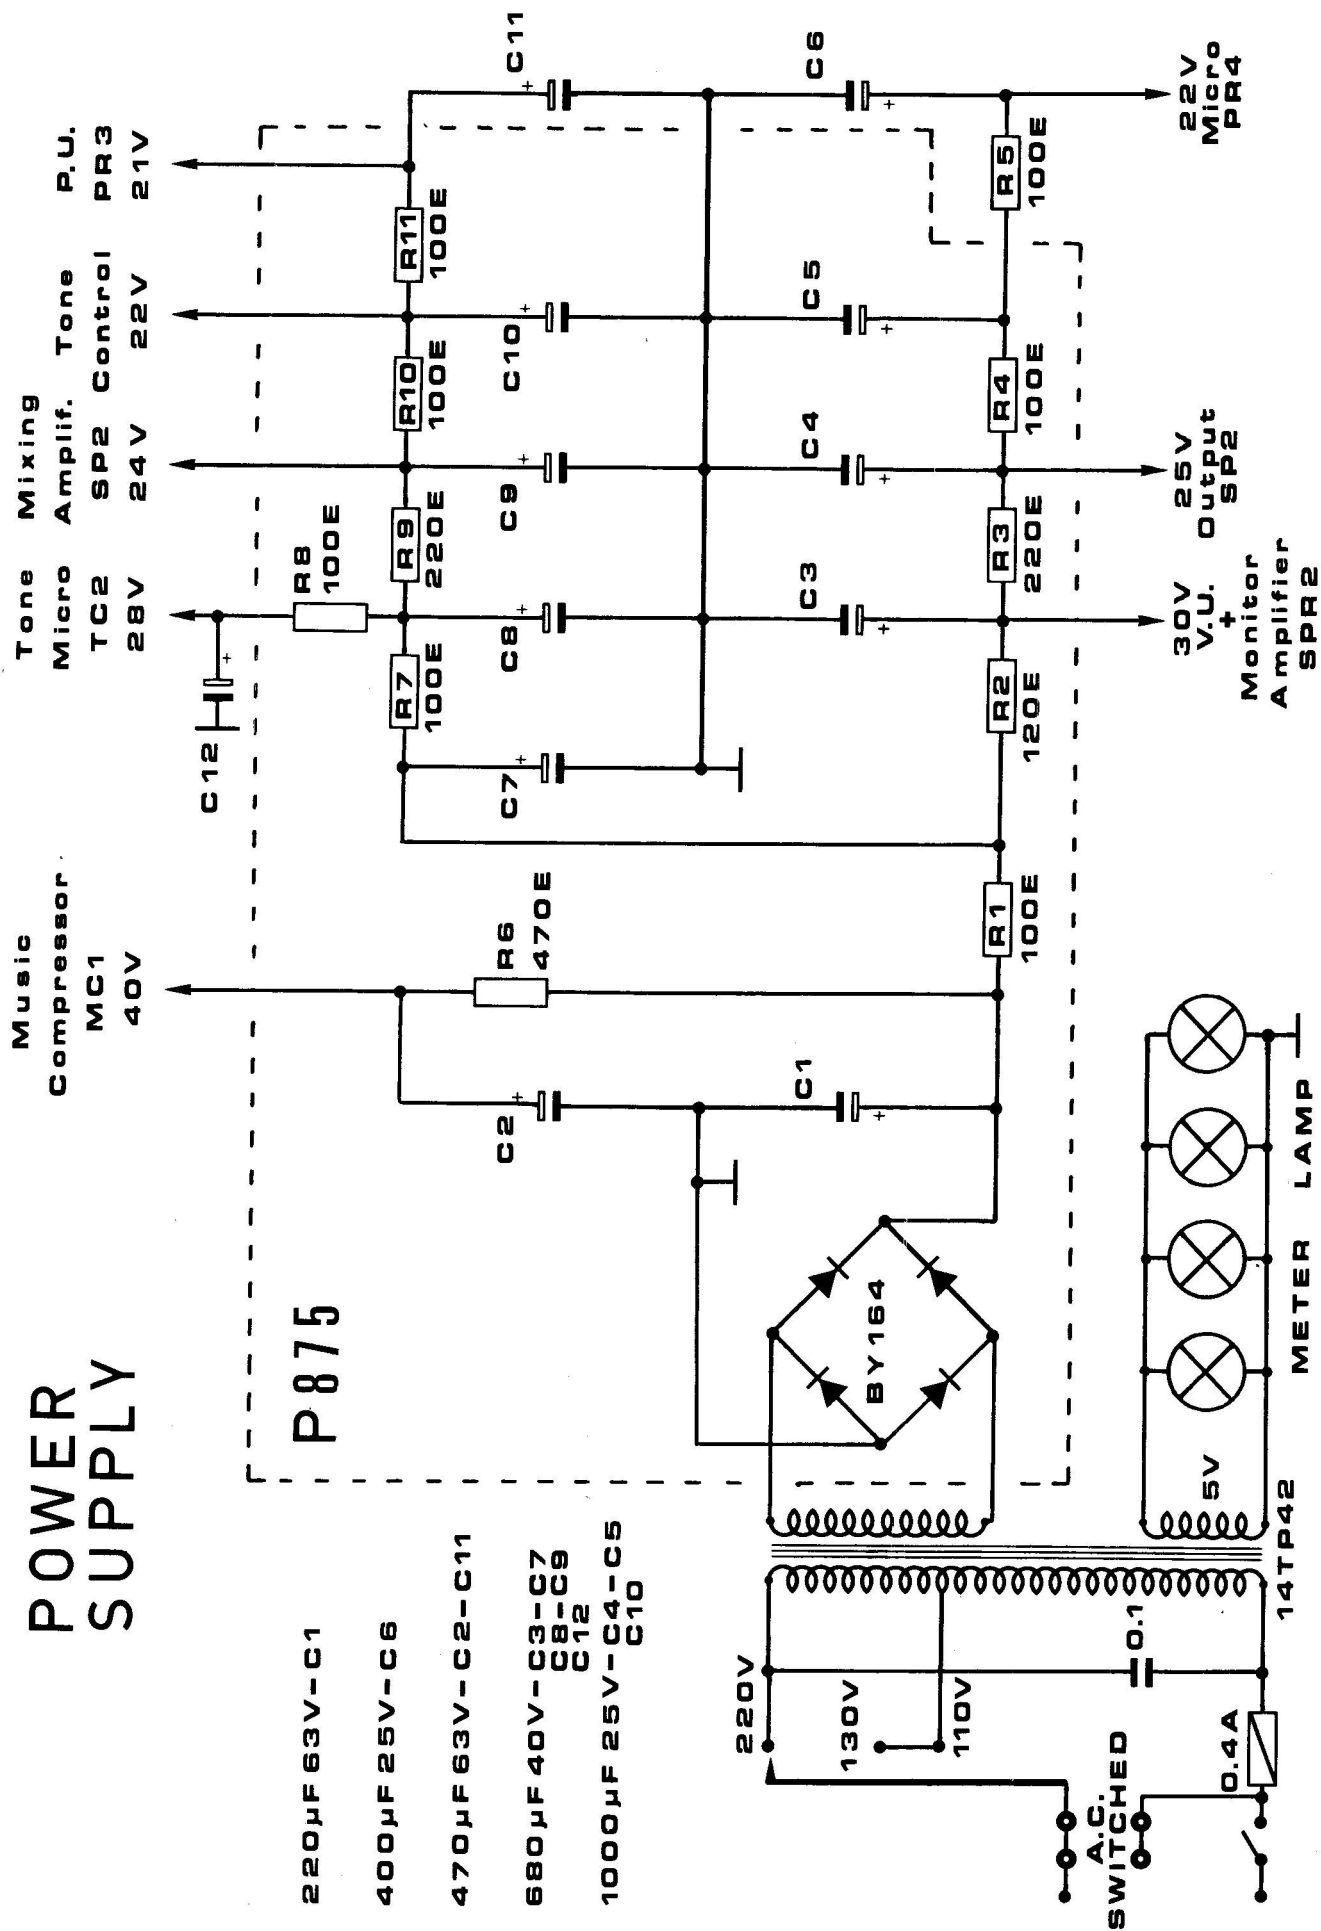 POWER
SUPPLY
P875
220µF 63V-C1
400µF 25V-C6
470µF 63V-C2-C11
680µF 40V-C3-C7
C8-C9
C12
1000µF 25V-C4-C5
C10
Music
Compressor
MC1
40V
Tone
Micro
TC2
28V
Mixing
Amplif.
SP2
24V
Tone
Control
22V
P.U.
PR3
21V
C12
+
R8
100E
R7
100E
R9
220E
R10
100E
R11
100E
R6
470E
C2
+
C7
+
C8
+
C9
+
C10
+
C11
+
C1
+
C3
+
C4
+
C5
+
C6
+
BY164
R1
100E
R2
120E
R3
220E
R4
100E
R5
100E
30V
V.U.
+
Monitor
Amplifier
SPR2
25V
Output
SP2
22V
Micro
PR4
220V
130V
110V
0.1
A.C.
SWITCHED
0.4A
14TP42
5V
METER LAMP